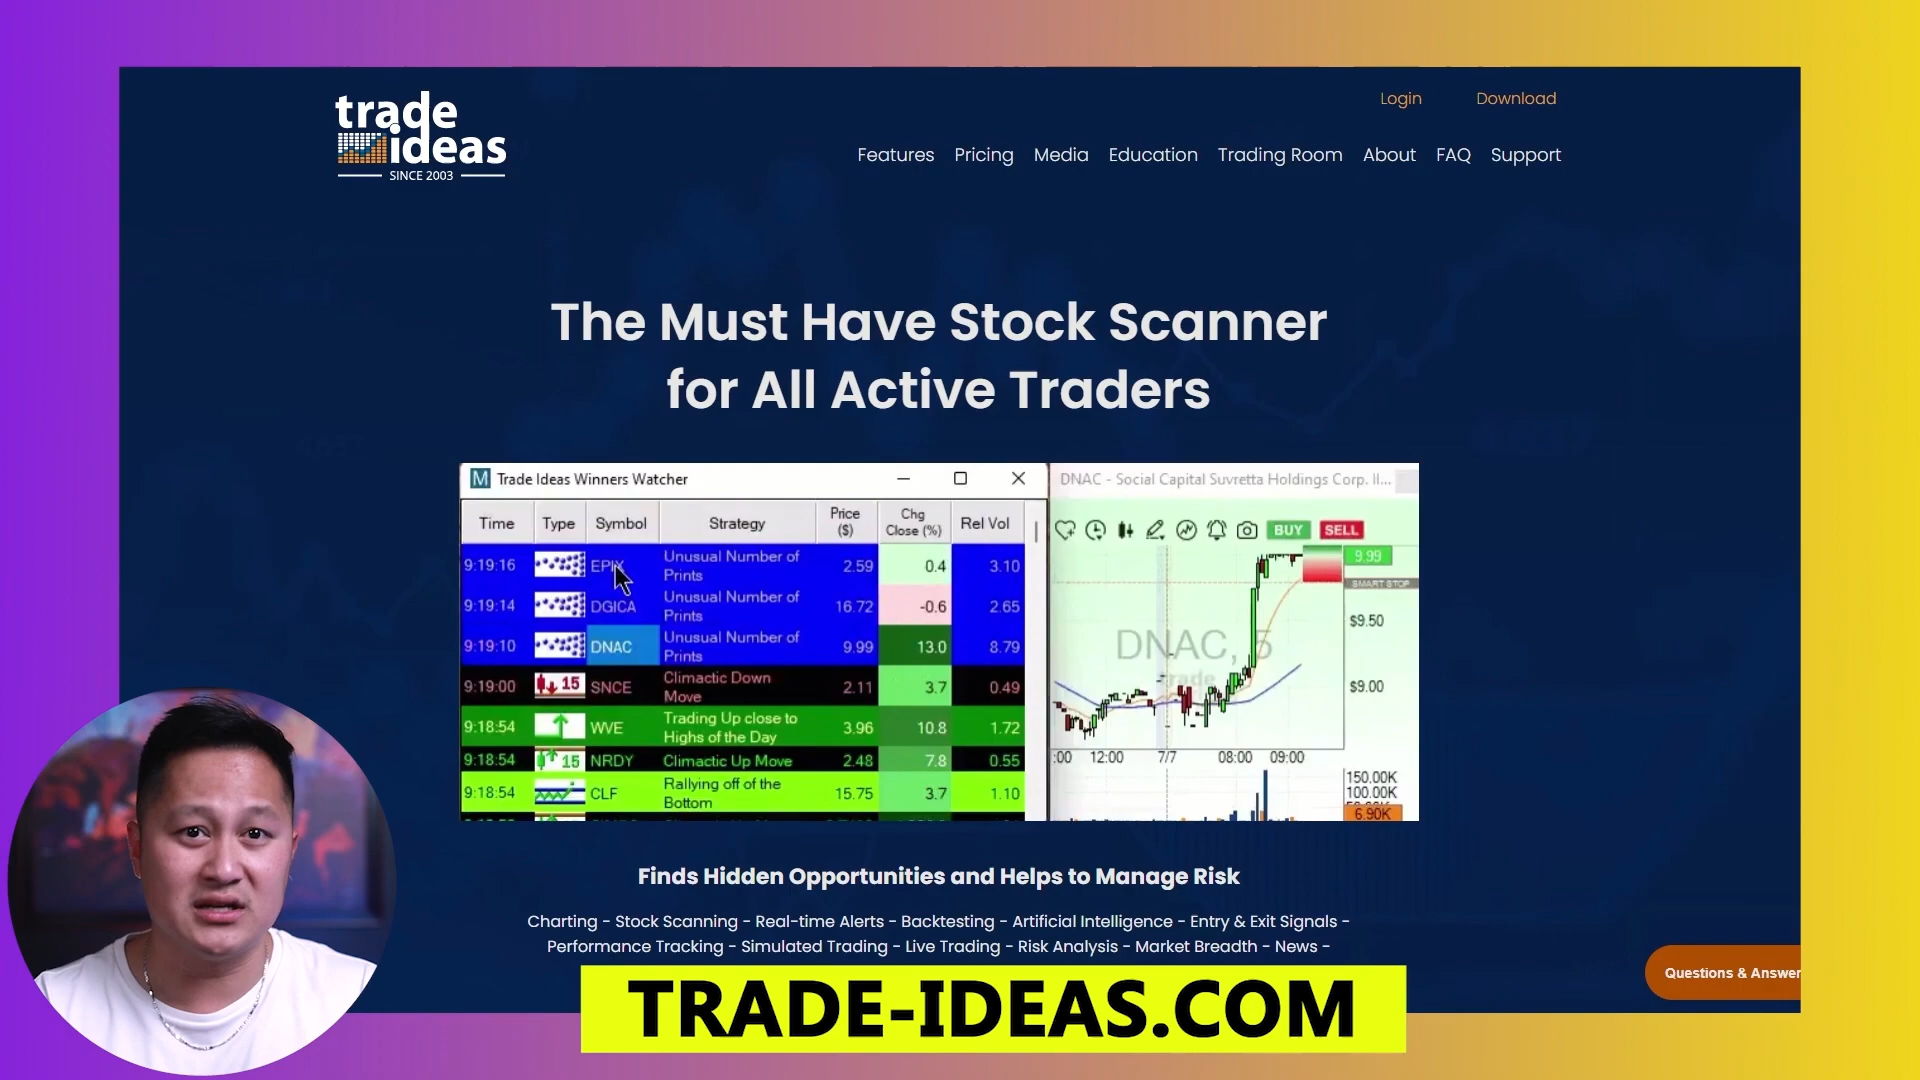 trade
ideas
SINCE 2003
Login Download
Features Pricing Media Education Trading Room About FAQ Support
The Must Have Stock Scanner
for All Active Traders
M Trade Ideas Winners Watcher
Time Type Symbol Strategy Price ($) Chg Close (%) Rel Vol
9:19:16 EPIX Unusual Number of Prints 2.59 0.4 3.10
9:19:14 DGICA Unusual Number of Prints 16.72 -0.6 2.65
9:19:10 DNAC Unusual Number of Prints 9.99 13.0 8.79
9:19:00 15 SNCE Climactic Down Move 2.11 3.7 0.49
9:18:54 WVE Trading Up close to Highs of the Day 3.96 10.8 1.72
9:18:54 15 NRDY Climactic Up Move 2.48 7.8 0.55
9:18:54 CLF Rallying off of the Bottom 15.75 3.7 1.10
DNAC - Social Capital Suvretta Holdings Corp. II...
BUY SELL
9.99
SMART STOP
$9.50
DNAC, 5
Trade
$9.00
:00 12:00 7/7 08:00 09:00
150.00K
100.00K
6.90K
Finds Hidden Opportunities and Helps to Manage Risk
Charting - Stock Scanning - Real-time Alerts - Backtesting - Artificial Intelligence - Entry & Exit Signals -
Performance Tracking - Simulated Trading - Live Trading - Risk Analysis - Market Breadth - News -
Questions & Answer
TRADE-IDEAS.COM